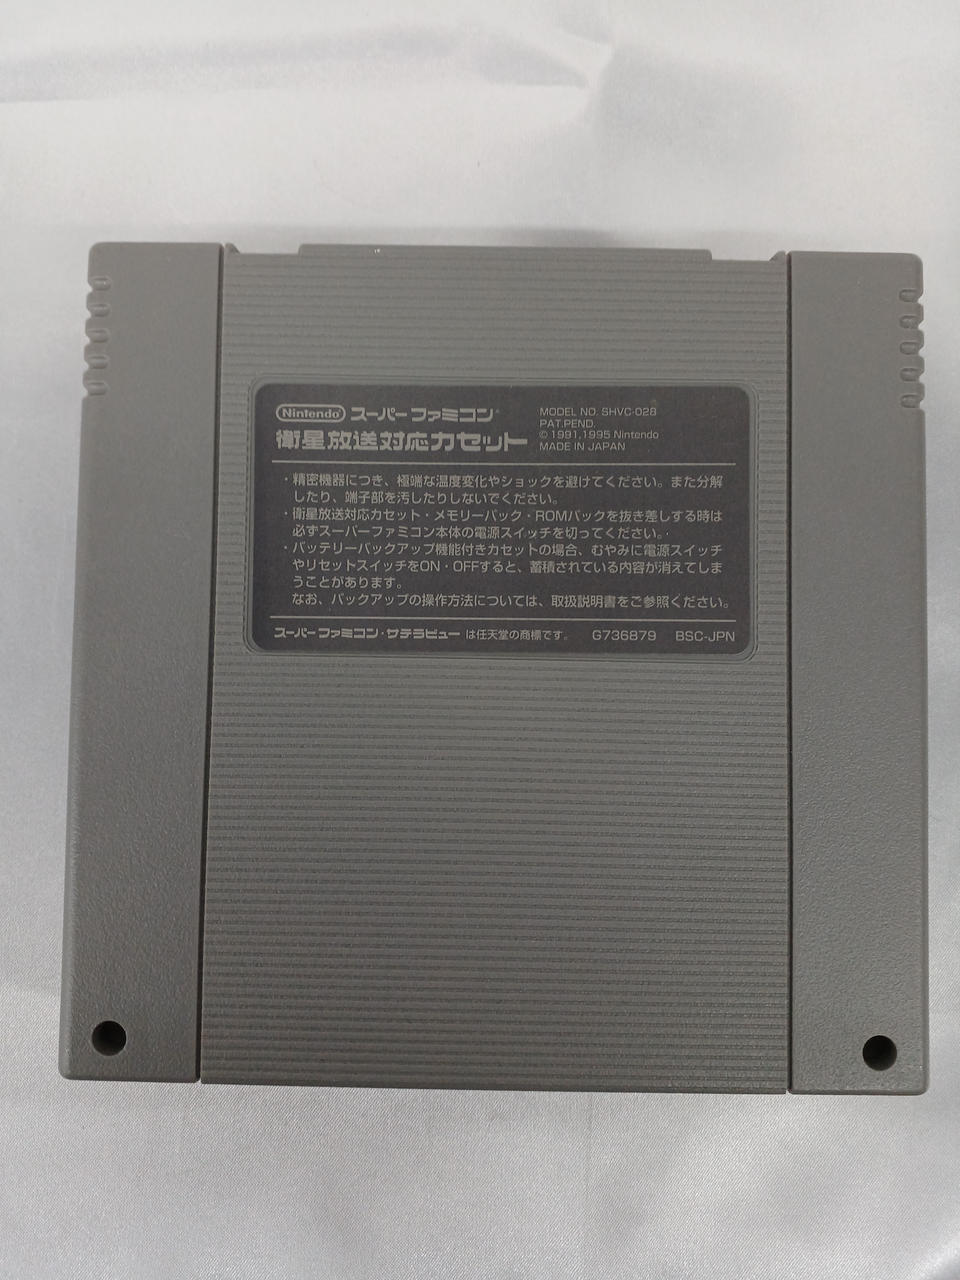 Nintendo スーパーファミコン®
衛星放送対応カセット
MODEL NO. SHVC-028
PAT.PEND.
© 1991,1995 Nintendo
MADE IN JAPAN
・精密機器につき、極端な温度変化やショックを避けてください。また分解
したり、端子部を汚したりしないでください。
・衛星放送対応カセット・メモリーパック・ROMパックを抜き差しする時は
必ずスーパーファミコン本体の電源スイッチを切ってください。
・バッテリーバックアップ機能付きカセットの場合、むやみに電源スイッチ
やリセットスイッチをON・OFFすると、蓄積されている内容が消えてしま
うことがあります。
なお、バックアップの操作方法については、取扱説明書をご参照ください。
スーパーファミコン・サテラビュー は任天堂の商標です。 G736879 BSC-JPN